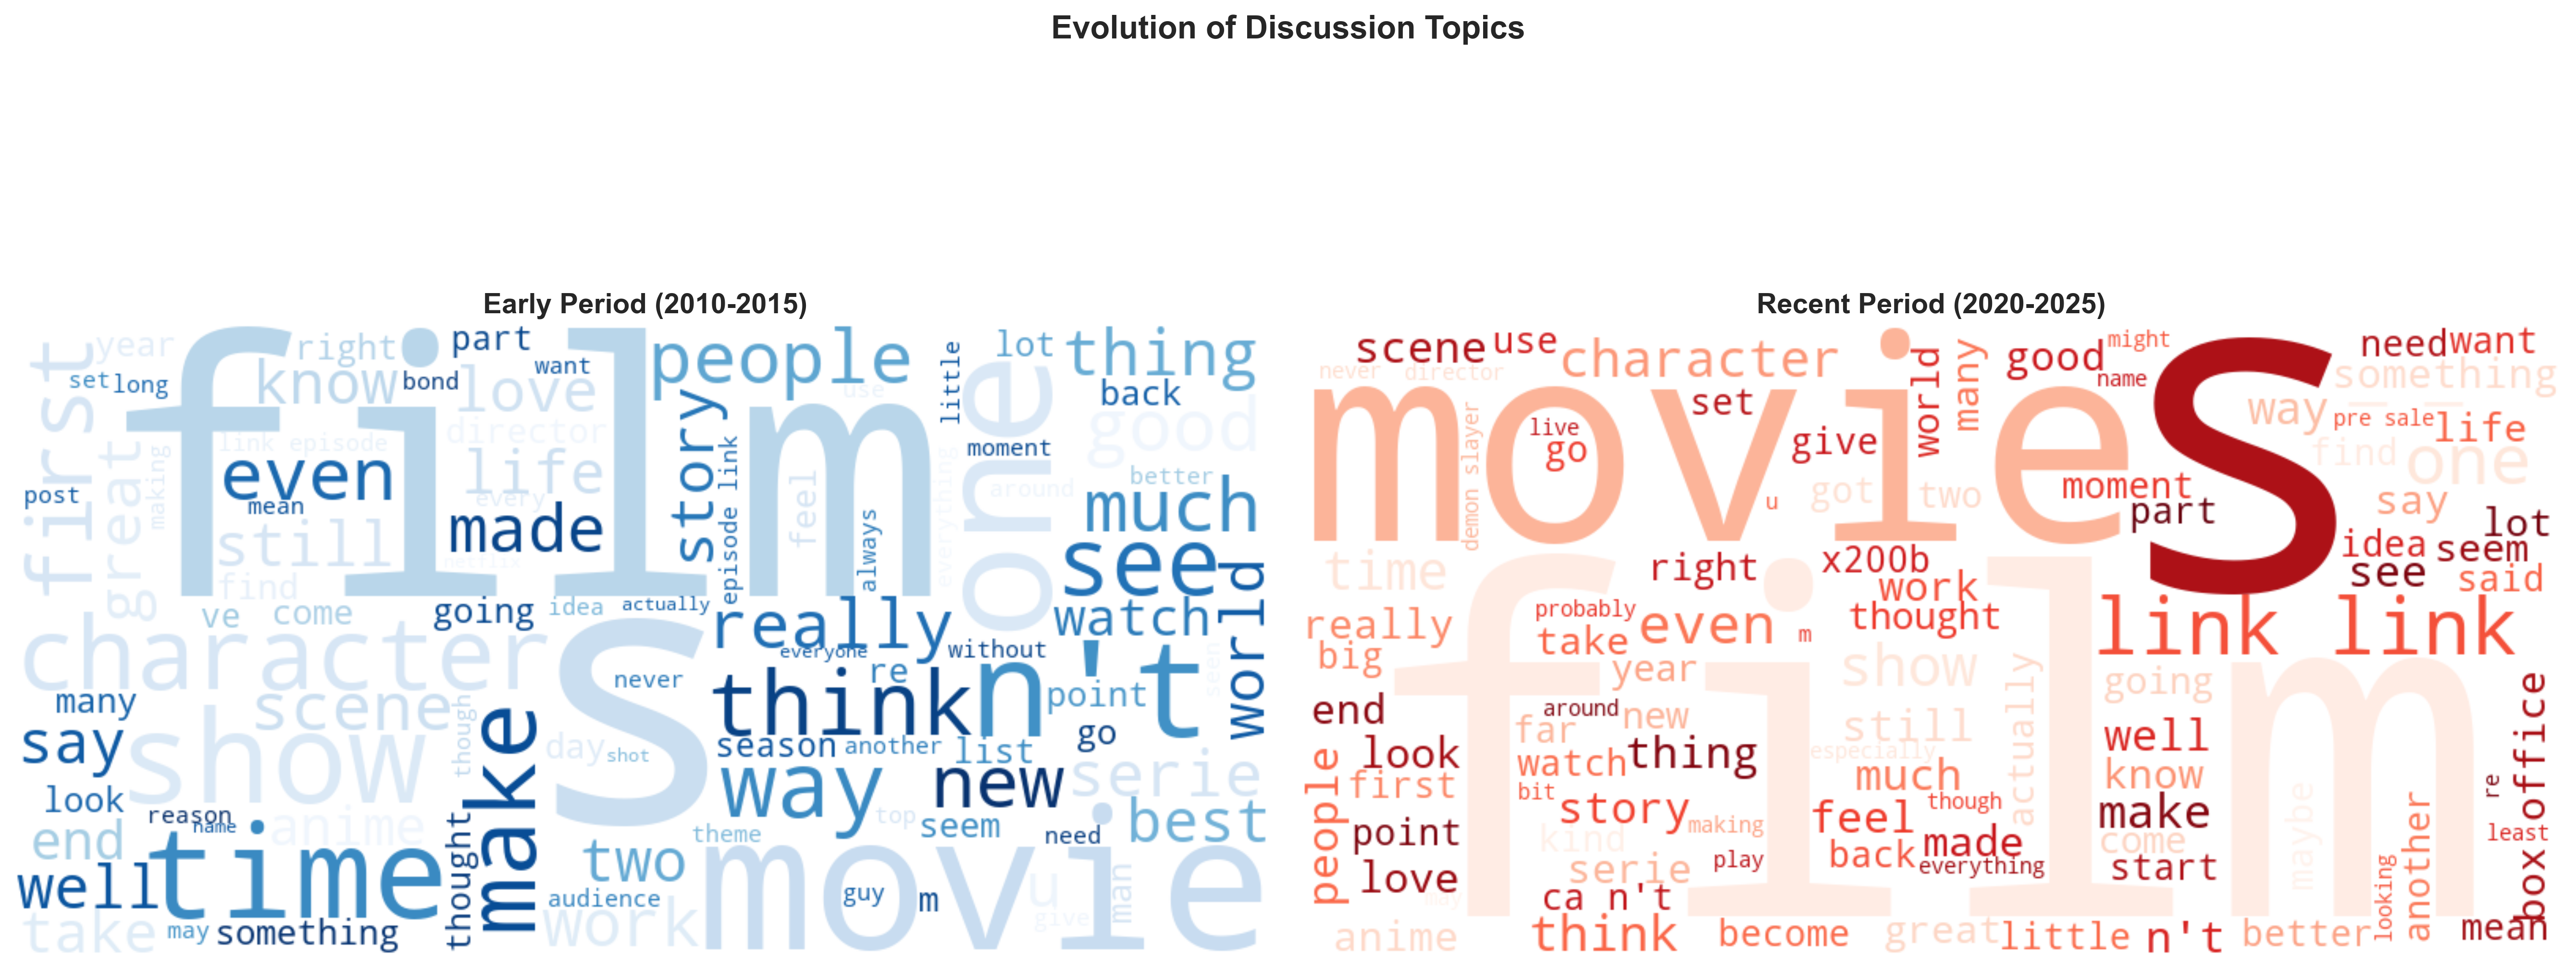 Evolution of Discussion Topics
Early Period (2010-2015)
year
right
part
people
lot
thing
first
set
long
know
bond
want
love
use
little
back
film
one
good
great
link episode
director
story
moment
making
even
life
episode link
feel
everything
around
better
post
mean
every
made
always
much
still
netflix
see
find
world
ve
come
going
idea
actually
really
watch
character
s
everyone
without
seen
never
re
n't
point
many
scene
though
think
say
show
make
day
shot
season
another
list
go
way
new
serie
look
reason
name
anime
theme
top
seem
need
best
end
time
thought
two
movie
well
audience
work
guy
m
u
give
man
take
may
something
Recent Period (2020-2025)
scene
use
character
world
many
good
might
need
want
never
director
name
something
movie
s
set
way
pre sale
life
demon slayer
live
go
give
find
one
u
got
two
moment
part
say
lot
time
right
x200b
idea
seem
film
work
see
said
really
probably
take
even
m
thought
link link
big
year
show
actually
going
end
around
far
new
still
office
look
watch
thing
especially
well
people
first
bit
much
know
re
story
feel
though
make
maybe
another
point
kind
making
made
come
least
love
serie
play
back
everything
start
looking
box
may
ca n't
anime
think
become
great
little
n't
better
mean